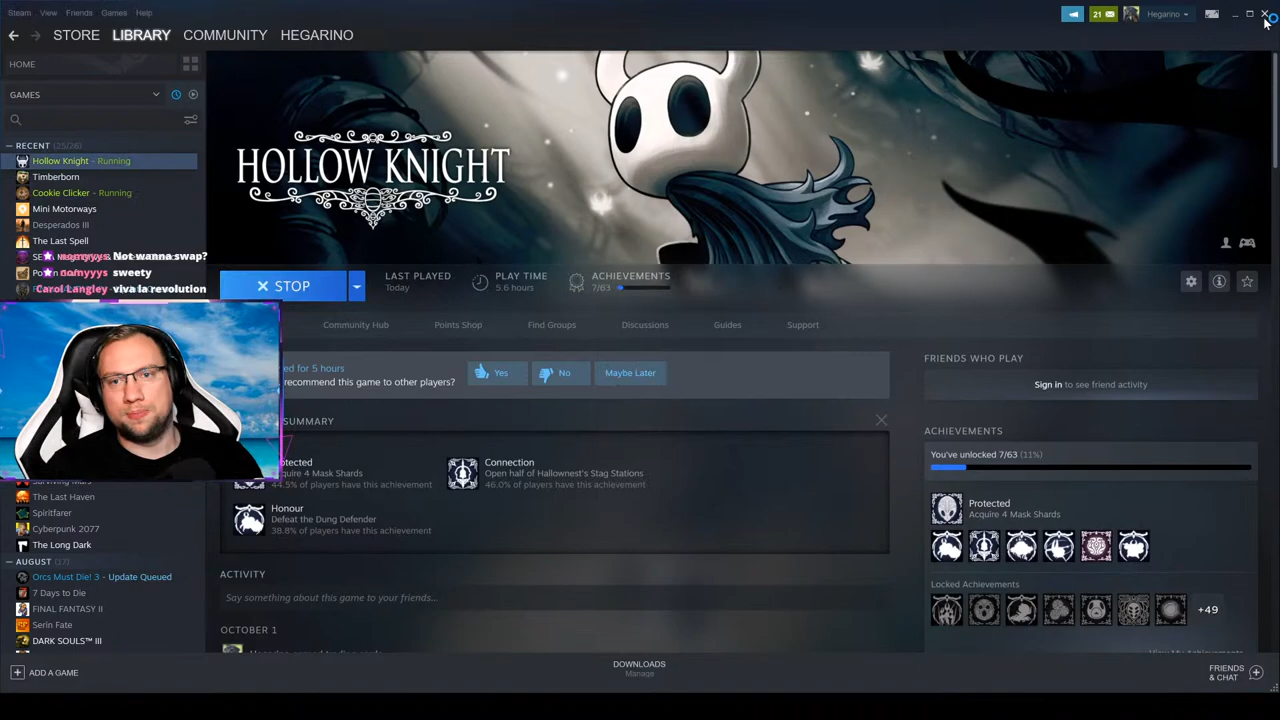 Steam View Friends Games Help
21
Hegarino
STORE LIBRARY COMMUNITY HEGARINO
HOME
GAMES
RECENT (25/26)
Hollow Knight - Running
Timberborn
Cookie Clicker - Running
Mini Motorways
Desperados III
The Last Spell
nomyyys Not wanna swap?
nomyyys sweety
Carol Langley viva la revolution
The Last Haven
Spiritfarer
Cyberpunk 2077
The Long Dark
AUGUST (17)
Orcs Must Die! 3 - Update Queued
7 Days to Die
FINAL FANTASY II
Serin Fate
DARK SOULS™ III
ADD A GAME
HOLLOW KNIGHT
STOP
LAST PLAYED
Today
PLAY TIME
5.6 hours
ACHIEVEMENTS
7/63
Community Hub Points Shop Find Groups Discussions Guides Support
for 5 hours
recommend this game to other players?
Yes
No
Maybe Later
SUMMARY
4 Mask Shards
44.5% of players have this achievement
Connection
Open half of Hallownest's Stag Stations
46.0% of players have this achievement
Honour
Defeat the Dung Defender
38.8% of players have this achievement
ACTIVITY
Say something about this game to your friends...
OCTOBER 1
FRIENDS WHO PLAY
Sign in to see friend activity
ACHIEVEMENTS
You've unlocked 7/63 (11%)
Protected
Acquire 4 Mask Shards
Locked Achievements
+49
DOWNLOADS
Manage
FRIENDS
& CHAT